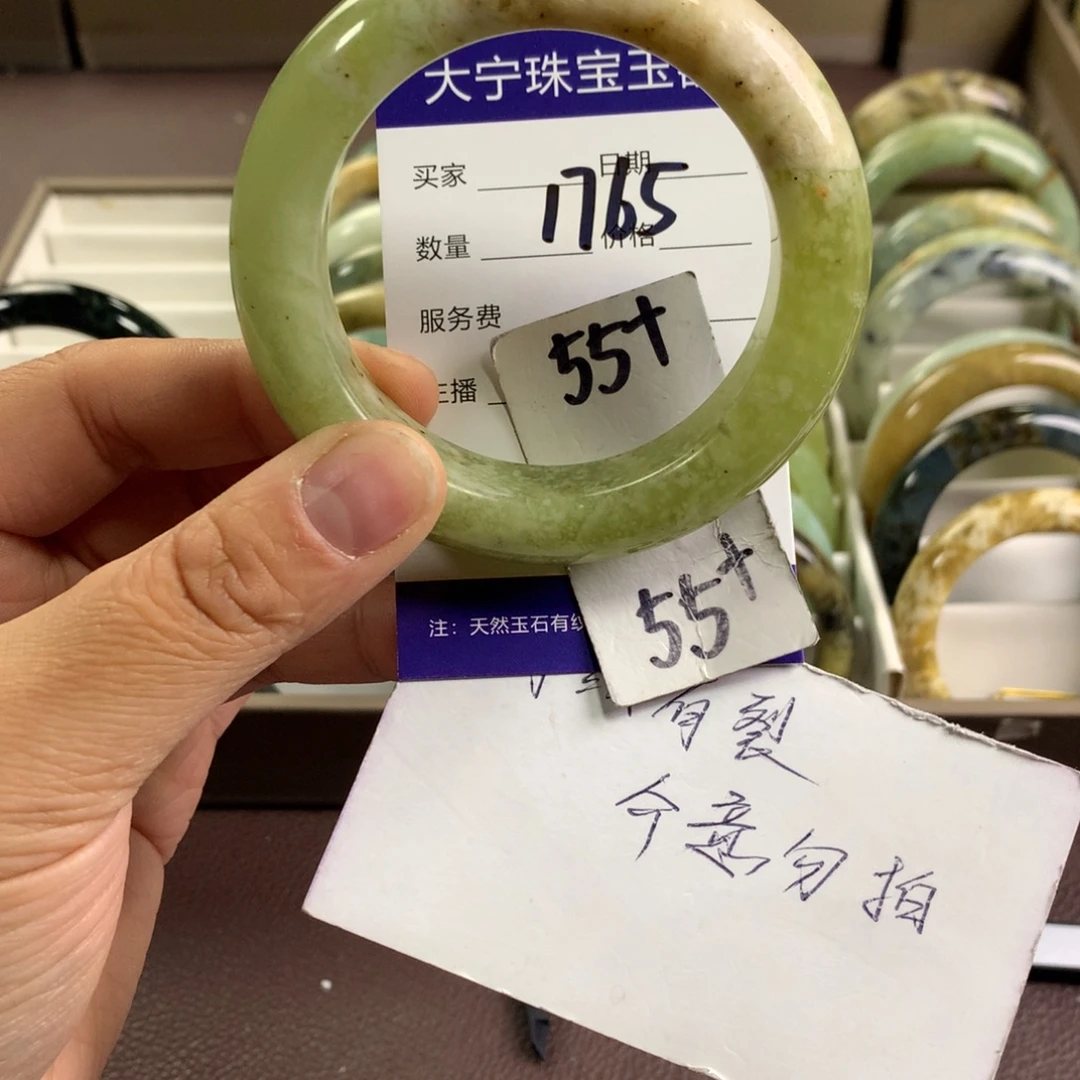 大宁珠宝玉
买家 日期
1765
数量 价格
服务费
55+
主播
55+
注：天然玉石有纹
有裂
介意勿拍